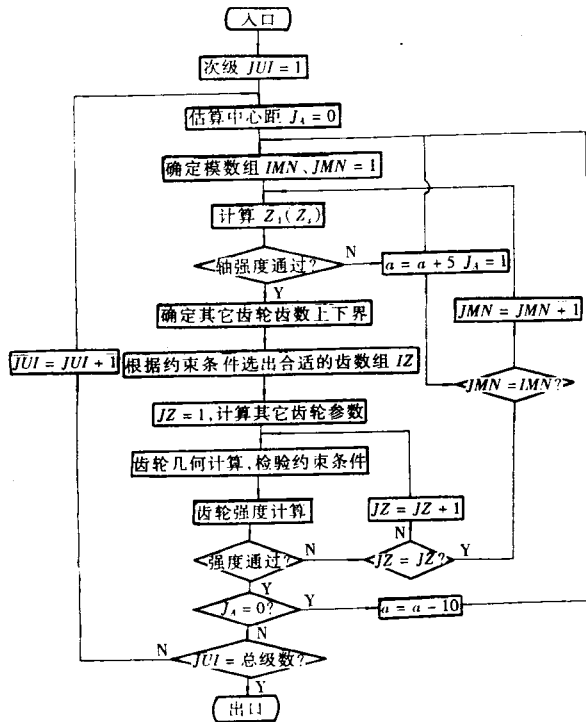 入口
次级 JUI = 1
估算中心距 J_A = 0
确定模数组 IMN、JMN = 1
计算 Z_1(Z_s)
轴强度通过?
N
a = a + 5 J_A = 1
Y
JMN = JMN + 1
确定其它齿轮齿数上下界
JUI = JUI + 1
根据约束条件选出合适的齿数组 IZ
JMN = IMN?
JZ = 1,计算其它齿轮参数
齿轮几何计算,检验约束条件
齿轮强度计算
JZ = JZ + 1
N
强度通过?
N
JZ = JZ?
Y
Y
J_A = 0?
Y
a = a - 10
N
N
JUI = 总级数?
Y
出口